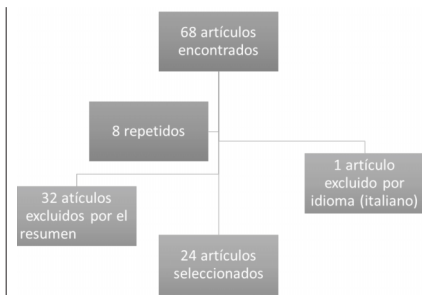 68 artículos
encontrados
8 repetidos
1 artículo
excluido por
idioma (italiano)
32 atículos
excluidos por el
resumen
24 artículos
seleccionados